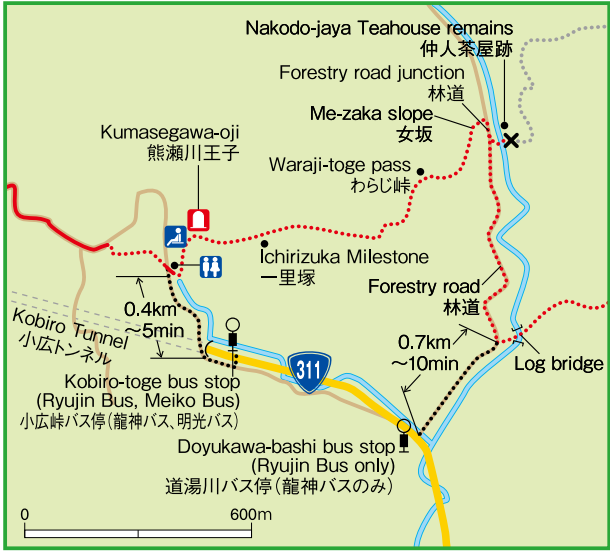 Nakodo-jaya Teahouse remains
仲人茶屋跡
Forestry road junction
林道
Me-zaka slope
女坂
Kumasegawa-oji
熊瀬川王子
Waraji-toge pass
わらじ峠
Ichirizuka Milestone
一里塚
Forestry road
林道
0.4km
〜5min
Kobiro Tunnel
小広トンネル
0.7km
〜10min
311
Log bridge
Kobiro-toge bus stop
(Ryujin Bus, Meiko Bus)
小広峠バス停(龍神バス、明光バス)
Doyukawa-bashi bus stop
(Ryujin Bus only)
道湯川バス停(龍神バスのみ)
0
600m